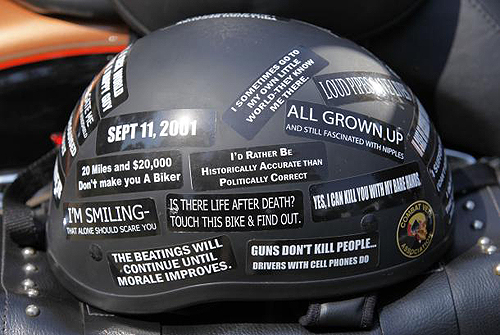 I SOMETIMES GO TO
MY OWN LITTLE
WORLD-THEY KNOW
ME THERE.
LOUD PIPES
ALL GROWN UP
AND STILL FASCINATED WITH NIPPLES
SEPT 11, 2001
I'D RATHER BE
HISTORICALLY ACCURATE THAN
POLITICALLY CORRECT
20 Miles and $20,000
Don't make you A Biker
YES, I CAN KILL YOU WITH MY BARE HANDS
I'M SMILING-
THAT ALONE SHOULD SCARE YOU
IS THERE LIFE AFTER DEATH?
TOUCH THIS BIKE & FIND OUT.
COMBAT VETS
ASSOCIATION
THE BEATINGS WILL
CONTINUE UNTIL
MORALE IMPROVES.
GUNS DON'T KILL PEOPLE...
DRIVERS WITH CELL PHONES DO